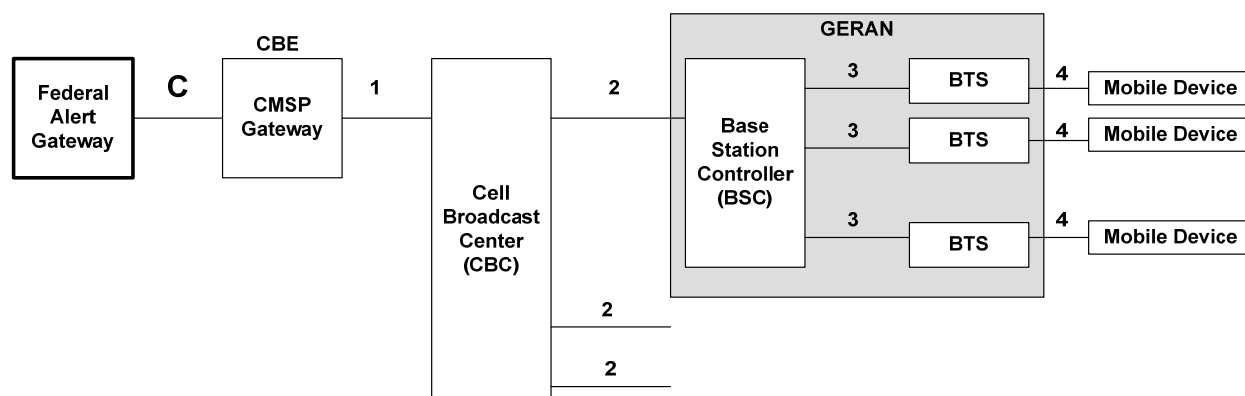 GERAN
CBE
Federal
Alert
Gateway
C
CMSP
Gateway
1
Cell
Broadcast
Center
(CBC)
2
2
2
Base
Station
Controller
(BSC)
3
BTS
4
Mobile Device
3
BTS
4
Mobile Device
3
BTS
4
Mobile Device